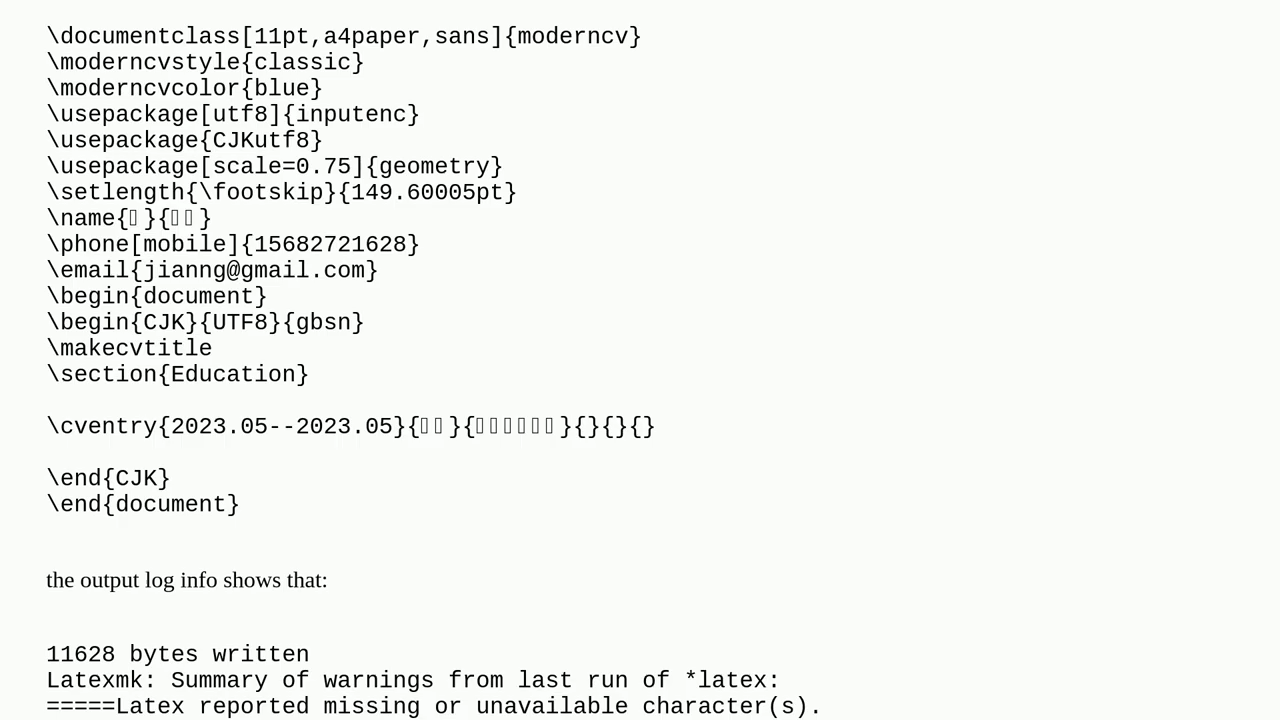 \documentclass[11pt,a4paper,sans]{moderncv}
\moderncvstyle{classic}
\moderncvcolor{blue}
\usepackage[utf8]{inputenc}
\usepackage{CJKutf8}
\usepackage[scale=0.75]{geometry}
\setlength{\footskip}{149.60005pt}
\name{▯}{▯▯}
\phone[mobile]{15682721628}
\email{jianng@gmail.com}
\begin{document}
\begin{CJK}{UTF8}{gbsn}
\makecvtitle
\section{Education}
\cventry{2023.05--2023.05}{▯▯}{▯▯▯▯▯▯}{}{}{}
\end{CJK}
\end{document}
the output log info shows that:
11628 bytes written
Latexmk: Summary of warnings from last run of *latex:
=====Latex reported missing or unavailable character(s).